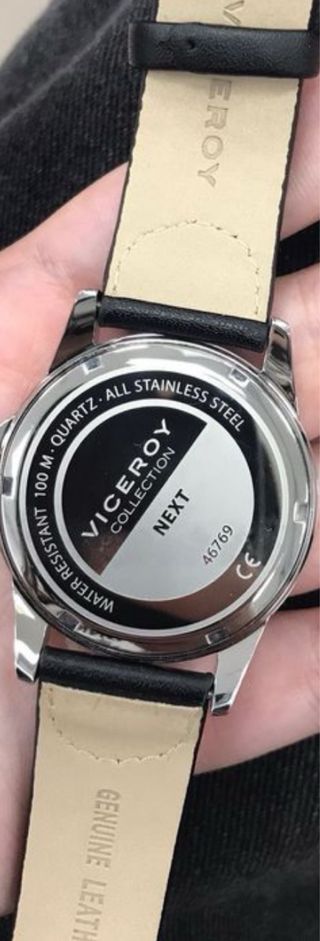 VICEROY
WATER RESISTANT 100 M · QUARTZ · ALL STAINLESS STEEL
VICEROY
COLLECTION
NEXT
46769
CE
GENUINE LEATH